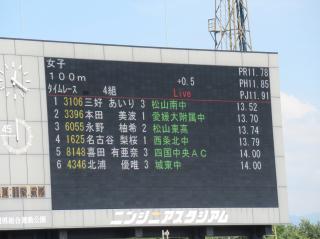 女子
100m
タイムレース 4組
+0.5
PR11.78
PH11.85
PJ11.91
Live
1 3106 三好 あいり 3 松山南中 13.52
2 3396 本田 美波 1 愛媛大附属中 13.70
3 6055 永野 柚希 2 松山東高 13.74
4 1625 名古谷 梨桜 1 西条北中 13.79
5 8148 喜田 有亜奈 3 四国中央AC 14.00
6 4346 北浦 優唯 3 城東中 14.00
45
ニンジニアスタジアム